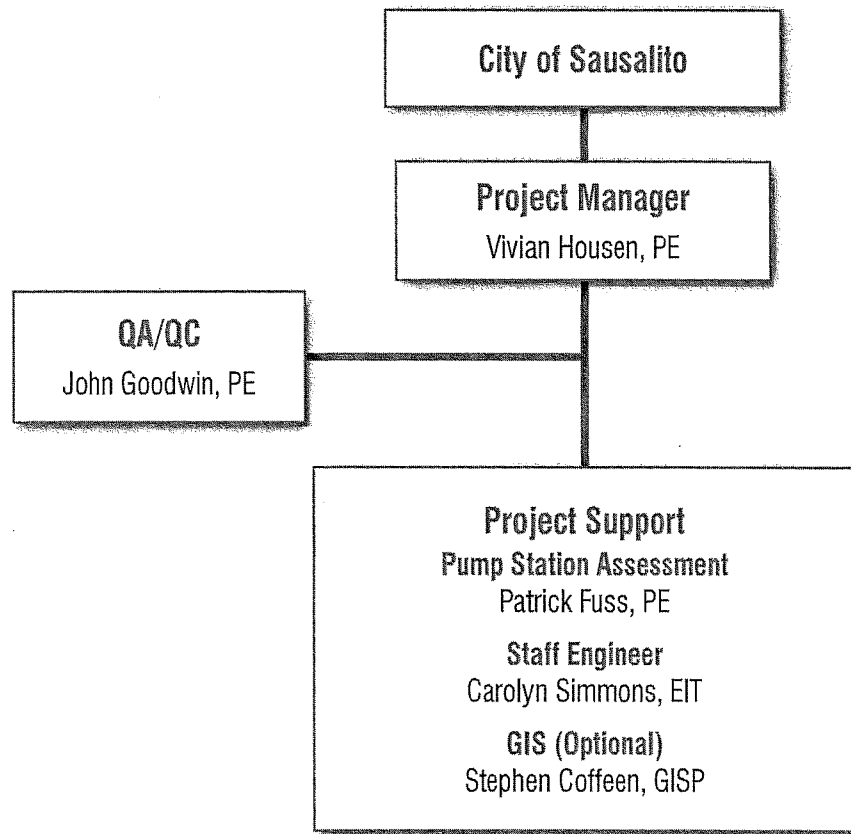 City of Sausalito
Project Manager
Vivian Housen, PE
QA/QC
John Goodwin, PE
Project Support
Pump Station Assessment
Patrick Fuss, PE
Staff Engineer
Carolyn Simmons, EIT
GIS (Optional)
Stephen Coffeen, GISP